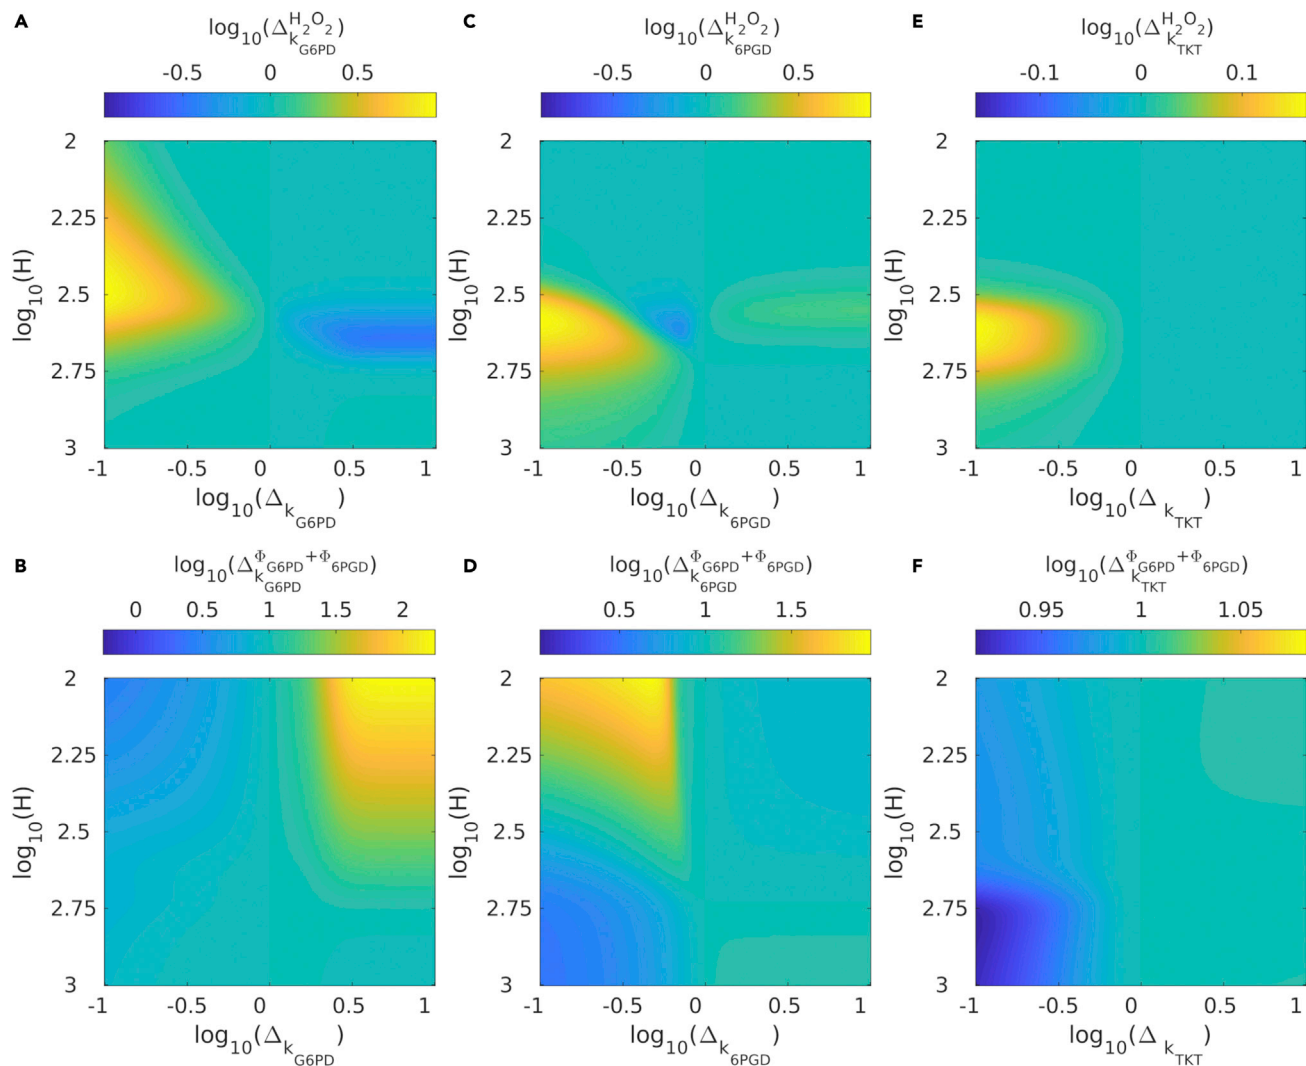 A
log10(Δ kG6PD H2O2)
-0.5 0 0.5
2
2.25
2.5
2.75
3
log10(H)
-1 -0.5 0 0.5 1
log10(Δ kG6PD )
C
log10(Δ k6PGD H2O2)
-0.5 0 0.5
2
2.25
2.5
2.75
3
log10(H)
-1 -0.5 0 0.5 1
log10(Δ k6PGD )
E
log10(Δ kTKT H2O2)
-0.1 0 0.1
2
2.25
2.5
2.75
3
log10(H)
-1 -0.5 0 0.5 1
log10(Δ kTKT )
B
log10(Δ kG6PD ΦG6PD+Φ6PGD)
0 0.5 1 1.5 2
2
2.25
2.5
2.75
3
log10(H)
-1 -0.5 0 0.5 1
log10(Δ kG6PD )
D
log10(Δ k6PGD ΦG6PD+Φ6PGD)
0.5 1 1.5
2
2.25
2.5
2.75
3
log10(H)
-1 -0.5 0 0.5 1
log10(Δ k6PGD )
F
log10(Δ kTKT ΦG6PD+Φ6PGD)
0.95 1 1.05
2
2.25
2.5
2.75
3
log10(H)
-1 -0.5 0 0.5 1
log10(Δ kTKT )